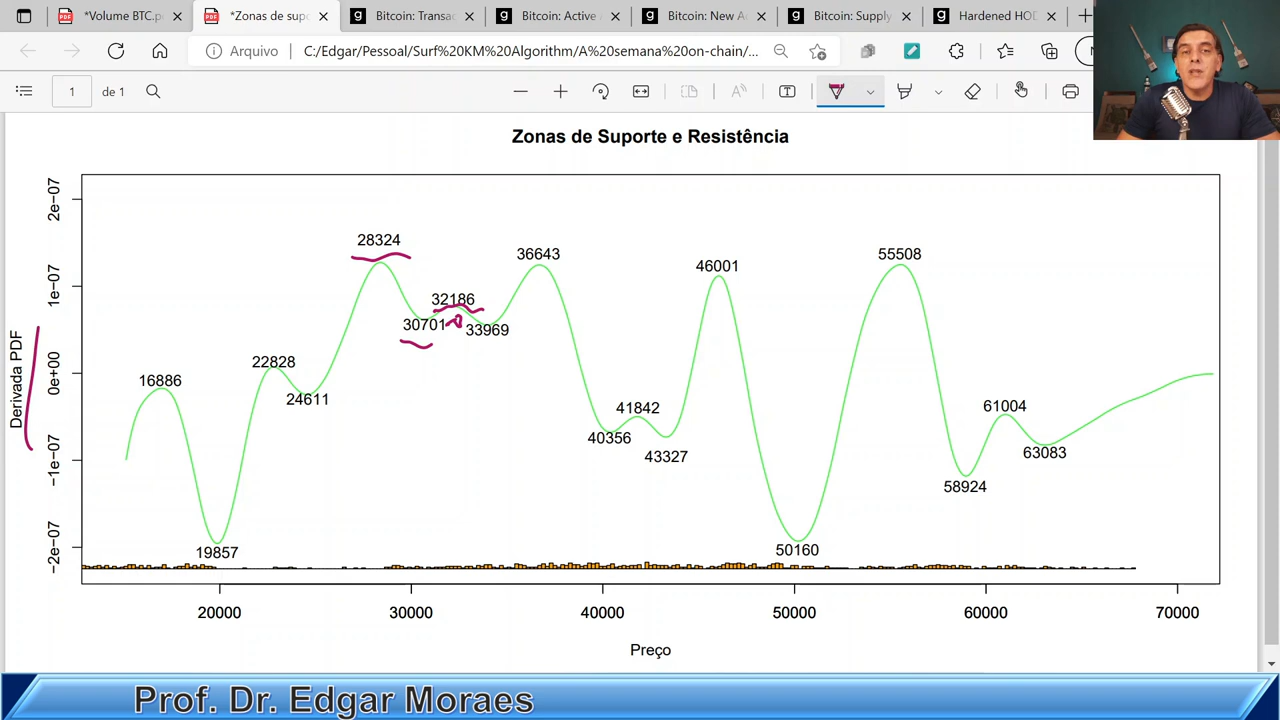 *Volume BTC.p
*Zonas de sup
Bitcoin: Transac
Bitcoin: Active
Bitcoin: New A
Bitcoin: Supply
Hardened HOD
Arquivo
C:/Edgar/Pessoal/Surf%20KM%20Algorithm/A%20semana%20on-chain/...
1
de 1
Zonas de Suporte e Resistência
Derivada PDF
2e-07
1e-07
0e+00
-1e-07
-2e-07
16886
19857
22828
24611
28324
30701
32186
33969
36643
40356
41842
43327
46001
50160
55508
58924
61004
63083
20000
30000
40000
50000
60000
70000
Preço
Prof. Dr. Edgar Moraes